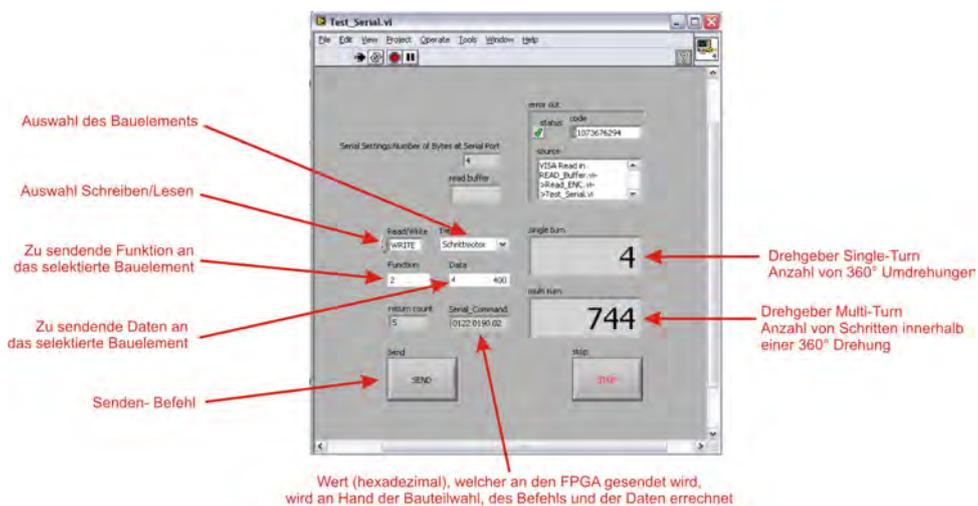 Test_Serial.vi
File Edit View Project Operate Tools Window Help
error out
status code
1073676294
source
VISA Read in
READ_Buffer.vi-
>Read_ENC.vi-
>Test_Serial.vi
Serial Settings:Number of Bytes at Serial Port
4
read buffer
Auswahl des Bauelements
Auswahl Schreiben/Lesen
Zu sendende Funktion an
das selektierte Bauelement
Zu sendende Daten an
das selektierte Bauelement
Senden- Befehl
Read/Write
WRITE Schrittmotor
Function Data
2 4 400
return count Serial_Command
5 0122 0190 02
Send
SEND
single turn
4
multi turn
744
stop
STOP
Drehgeber Single-Turn
Anzahl von 360° Umdrehungen
Drehgeber Multi-Turn
Anzahl von Schritten innerhalb
einer 360° Drehung
Wert (hexadezimal), welcher an den FPGA gesendet wird,
wird an Hand der Bauteilwahl, des Befehls und der Daten errechnet